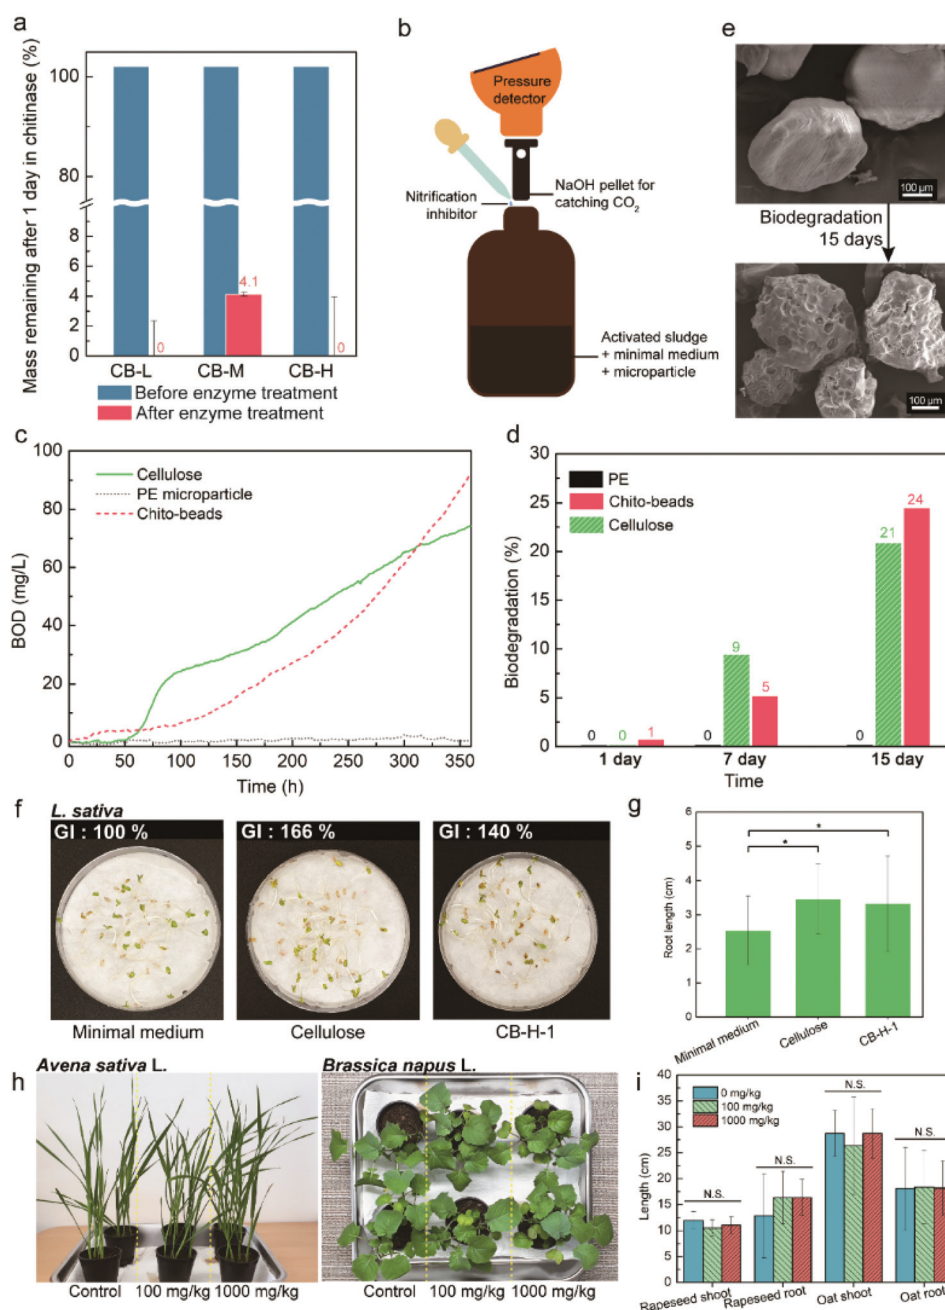 a
Mass remaining after 1 day in chitinase (%)
100
80
8
6
4
2
0
0
4.1
0
CB-L
CB-M
CB-H
Before enzyme treatment
After enzyme treatment
b
Pressure
detector
Nitrification
inhibitor
NaOH pellet for
catching CO₂
Activated sludge
+ minimal medium
+ microparticle
e
100 µm
Biodegradation
15 days
100 µm
c
BOD (mg/L)
100
80
60
40
20
0
Cellulose
PE microparticle
Chito-beads
0
50
100
150
200
250
300
350
Time (h)
d
Biodegradation (%)
25
20
15
10
5
0
PE
Chito-beads
Cellulose
0
0
1
0
9
5
0
21
24
1 day
7 day
15 day
Time
f
L. sativa
GI : 100 %
GI : 166 %
GI : 140 %
Minimal medium
Cellulose
CB-H-1
g
Root length (cm)
6
5
4
3
2
1
0
*
*
Minimal medium
Cellulose
CB-H-1
h
Avena sativa L.
Brassica napus L.
Control
100 mg/kg
1000 mg/kg
Control
100 mg/kg
1000 mg/kg
i
Length (cm)
40
35
30
25
20
15
10
5
0
0 mg/kg
100 mg/kg
1000 mg/kg
N.S.
N.S.
N.S.
N.S.
Rapeseed shoot
Rapeseed root
Oat shoot
Oat root